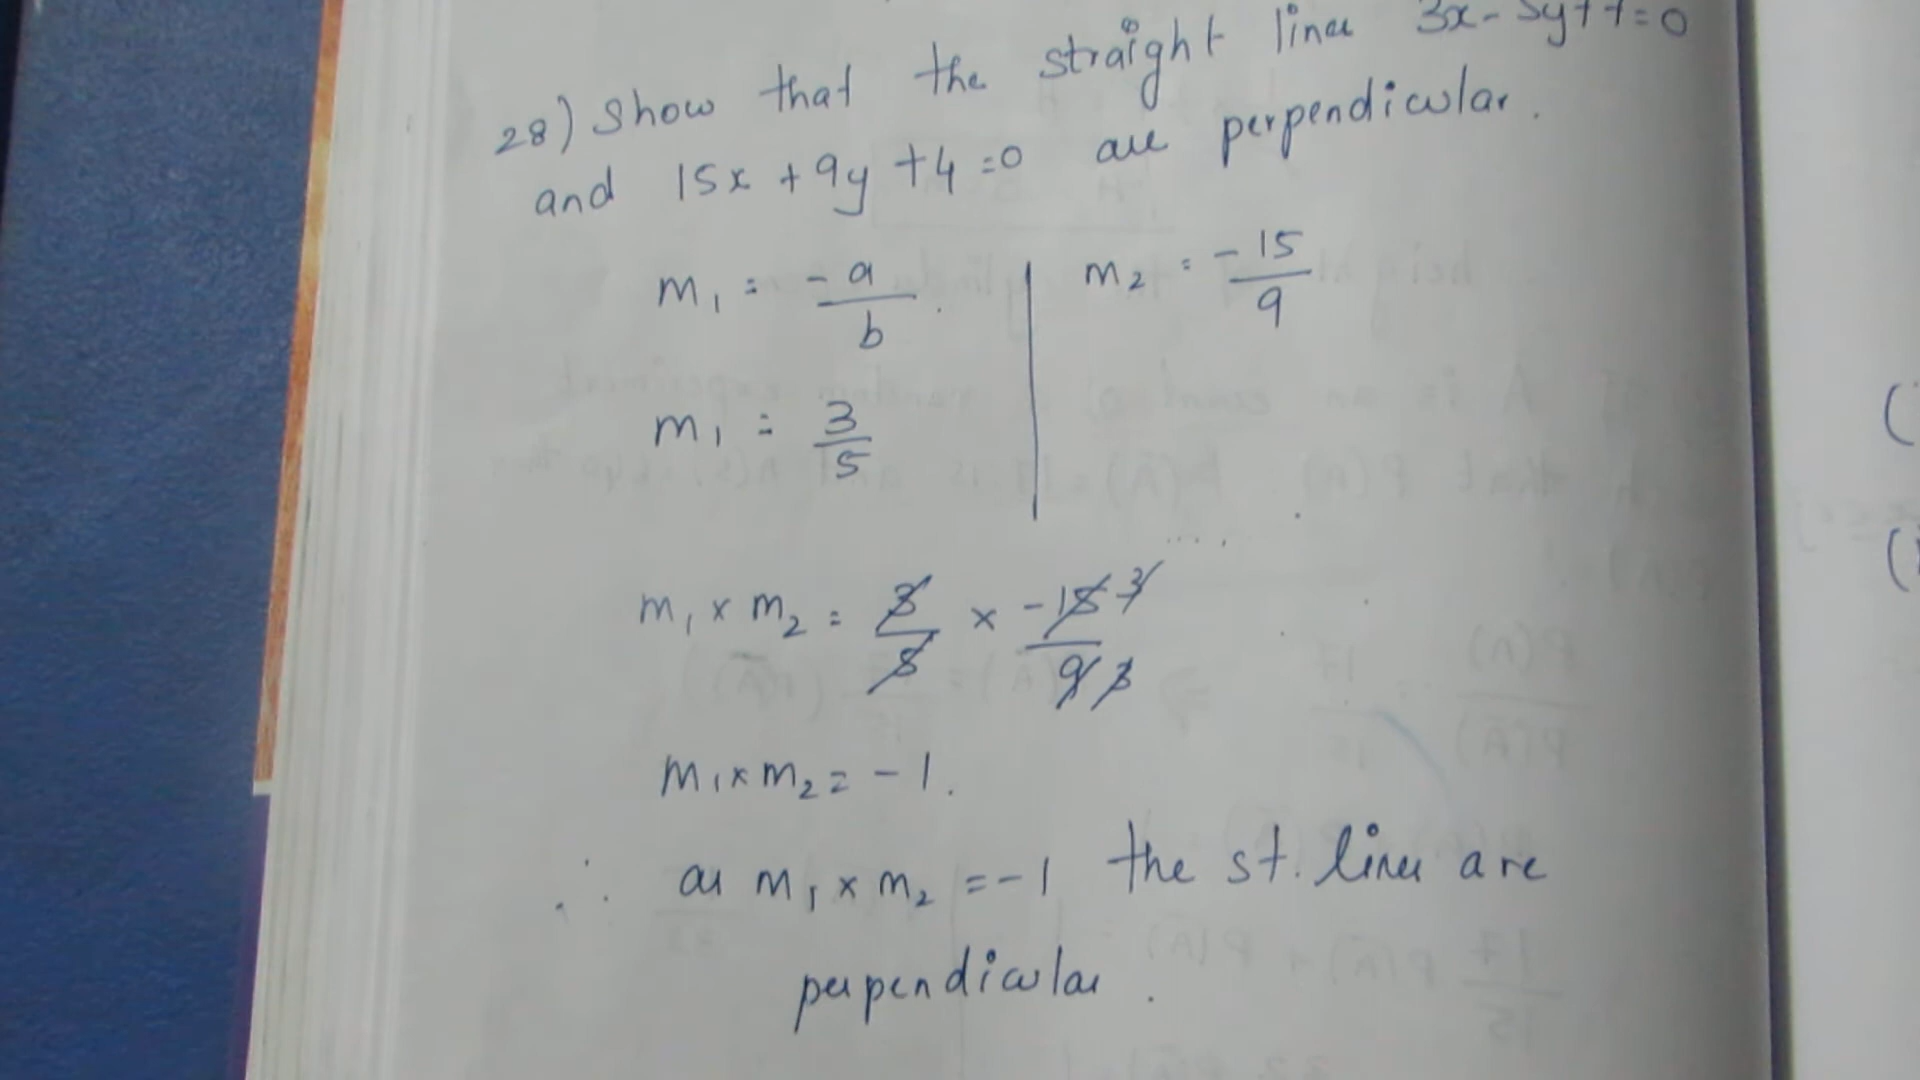 28) Show that the straight lines 3x - 5y + 7 = 0
and 15x + 9y + 4 = 0 are perpendicular.
m₁ = -a/b | m₂ = -15/9
m₁ = 3/5
m₁ × m₂ = 3/5 × -15 3/9 3
m₁ × m₂ = -1.
∴ as m₁ × m₂ = -1 the st. lines are
perpendicular.